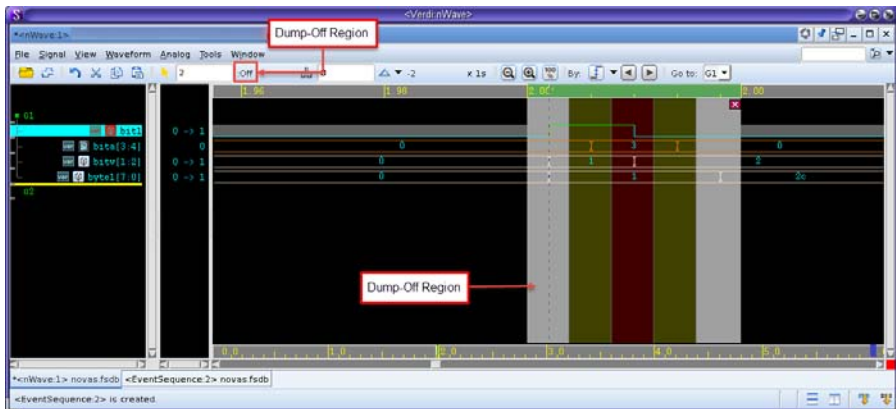 <Verdi:nWave>
*<nWave:1>
Dump-Off Region
File Signal View Waveform Analog Tools Window
2 :Off 0 -2 x 1s 100 % By: Go to: G1
1.96 1.98 2.00 2.00
G1
bit1 0 -> 1
bita[3:4] 0 0 3 0
bitv[1:2] 0 -> 1 0 1 2
byte1[7:0] 0 -> 1 0 1 2c
G2
Dump-Off Region
0,0 1,0 2,0 3,0 4,0 5,0
*<nWave:1> novas.fsdb <EventSequence:2> novas.fsdb
<EventSequence:2> is created.